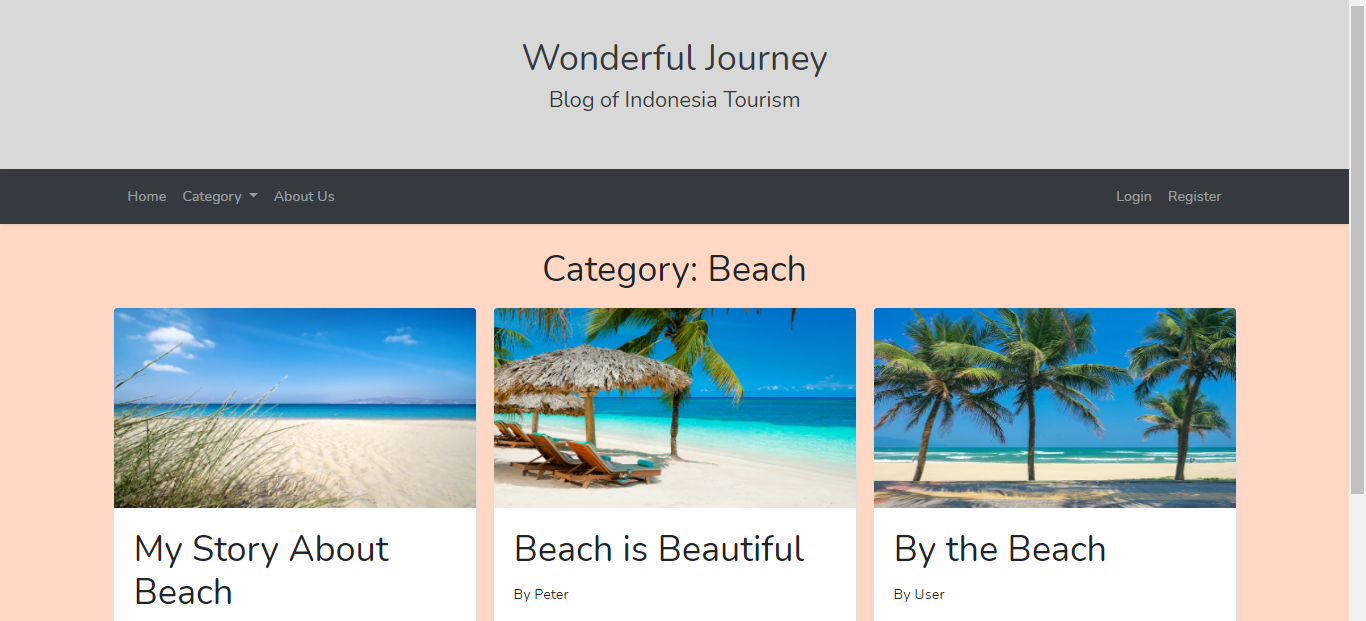 Wonderful Journey
Blog of Indonesia Tourism
Home Category About Us Login Register
Category: Beach
My Story About
Beach
Beach is Beautiful
By Peter
By the Beach
By User